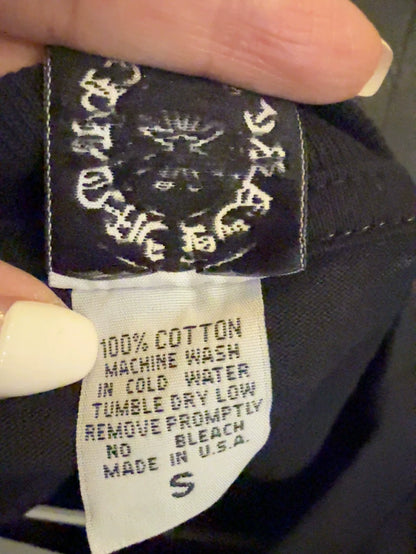 100% COTTON
MACHINE WASH
IN COLD WATER
TUMBLE DRY LOW
REMOVE PROMPTLY
NO BLEACH
MADE IN U.S.A.
S